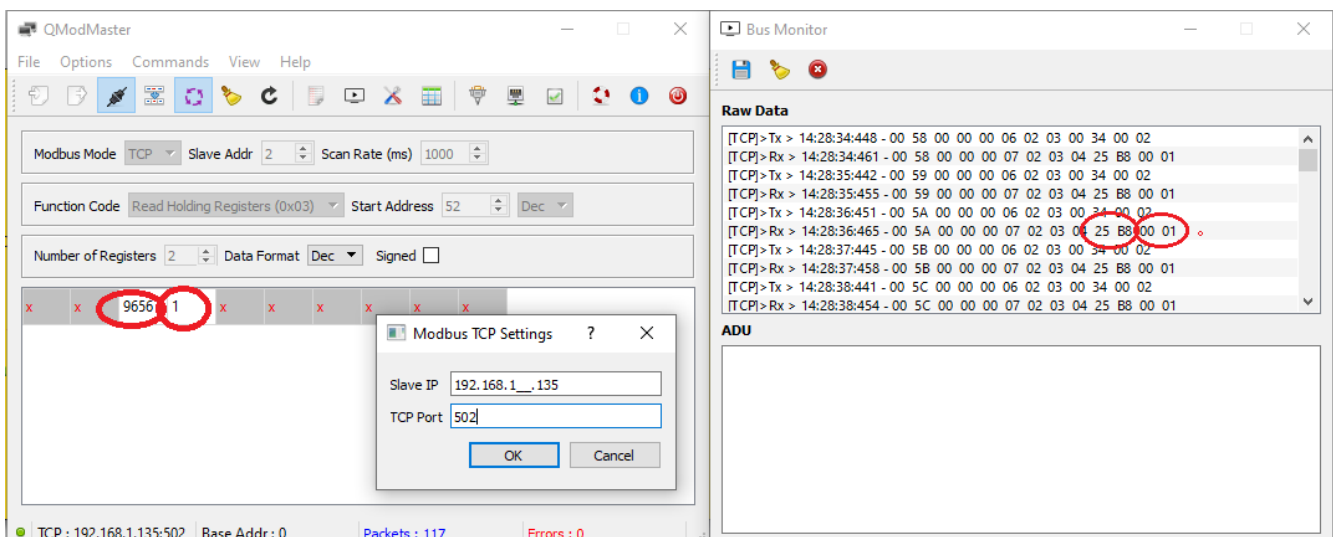 QModMaster
File Options Commands View Help
Modbus Mode TCP Slave Addr 2 Scan Rate (ms) 1000
Function Code Read Holding Registers (0x03) Start Address 52 Dec
Number of Registers 2 Data Format Dec Signed
x x 9656 1 x x x x x x
Modbus TCP Settings ? X
Slave IP 192.168.1__.135
TCP Port 502
OK Cancel
TCP : 192.168.1.135:502 Base Addr : 0 Packets : 117 Errors : 0
Bus Monitor
Raw Data
[TCP]>Tx > 14:28:34:448 - 00 58 00 00 00 06 02 03 00 34 00 02
[TCP]>Rx > 14:28:34:461 - 00 58 00 00 00 07 02 03 04 25 B8 00 01
[TCP]>Tx > 14:28:35:442 - 00 59 00 00 00 06 02 03 00 34 00 02
[TCP]>Rx > 14:28:35:455 - 00 59 00 00 00 07 02 03 04 25 B8 00 01
[TCP]>Tx > 14:28:36:451 - 00 5A 00 00 00 06 02 03 00 34 00 02
[TCP]>Rx > 14:28:36:465 - 00 5A 00 00 00 07 02 03 04 25 B8 00 01
[TCP]>Tx > 14:28:37:445 - 00 5B 00 00 00 06 02 03 00 34 00 02
[TCP]>Rx > 14:28:37:458 - 00 5B 00 00 00 07 02 03 04 25 B8 00 01
[TCP]>Tx > 14:28:38:441 - 00 5C 00 00 00 06 02 03 00 34 00 02
[TCP]>Rx > 14:28:38:454 - 00 5C 00 00 00 07 02 03 04 25 B8 00 01
ADU